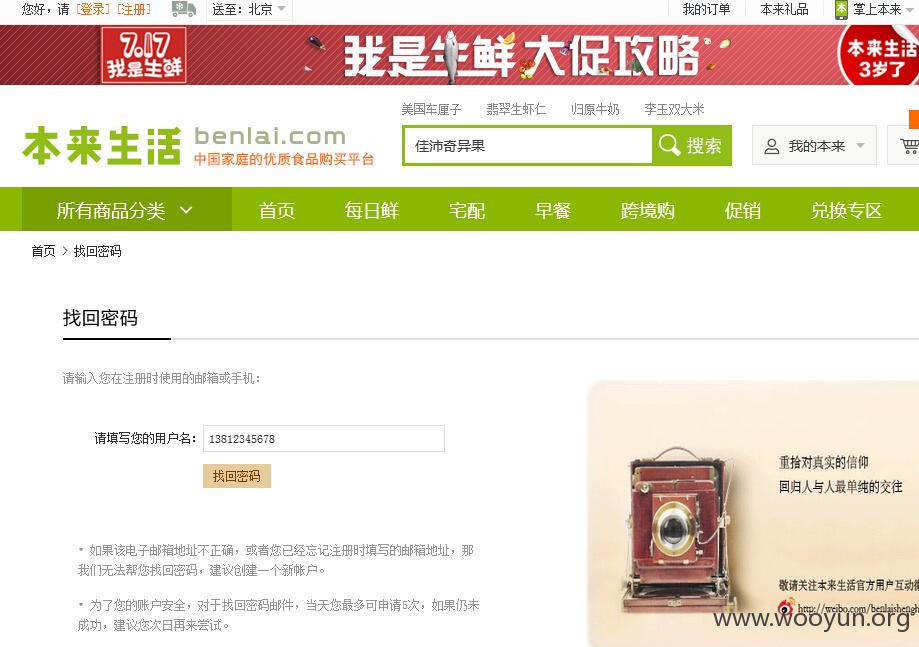 您好，请 [登录] [注册] 送至：北京 我的订单 本来礼品 掌上本来
7.17 我是生鲜大促攻略 本来生活
我是生鲜 3岁了
美国车厘子 翡翠生虾仁 归原牛奶 李玉双大米
本来生活 benlai.com
中国家庭的优质食品购买平台
佳沛奇异果 搜索 我的本来
所有商品分类 首页 每日鲜 宅配 早餐 跨境购 促销 兑换专区
首页 > 找回密码
找回密码
请输入您在注册时使用的邮箱或手机：
请填写您的用户名： 13812345678
找回密码
• 如果该电子邮箱地址不正确，或者您已经忘记注册时填写的邮箱地址，那
我们无法帮您找回密码，建议创建一个新帐户。
• 为了您的账户安全，对于找回密码邮件，当天您最多可申请5次，如果仍未
成功，建议您次日再来尝试。
重拾对真实的信仰
回归人与人最单纯的交往
敬请关注本来生活官方用户互动
http://weibo.com/benlaishengh
www.wooyun.org